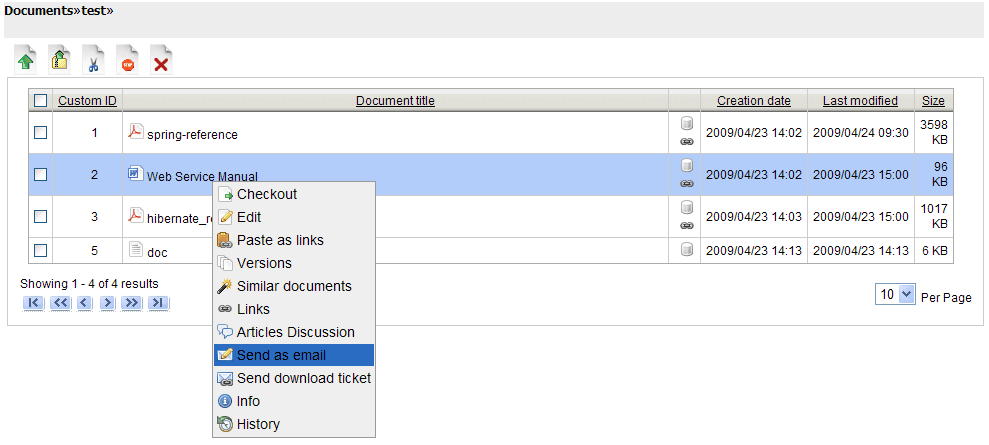 Documents»test»
Custom ID Document title Creation date Last modified Size
1 spring-reference 2009/04/23 14:02 2009/04/24 09:30 3598 KB
2 Web Service Manual 2009/04/23 14:02 2009/04/23 15:00 96 KB
3 hibernate_re 2009/04/23 14:03 2009/04/23 15:00 1017 KB
5 doc 2009/04/23 14:13 2009/04/23 14:13 6 KB
Checkout
Edit
Paste as links
Versions
Similar documents
Links
Articles Discussion
Send as email
Send download ticket
Info
History
Showing 1 - 4 of 4 results
10 Per Page